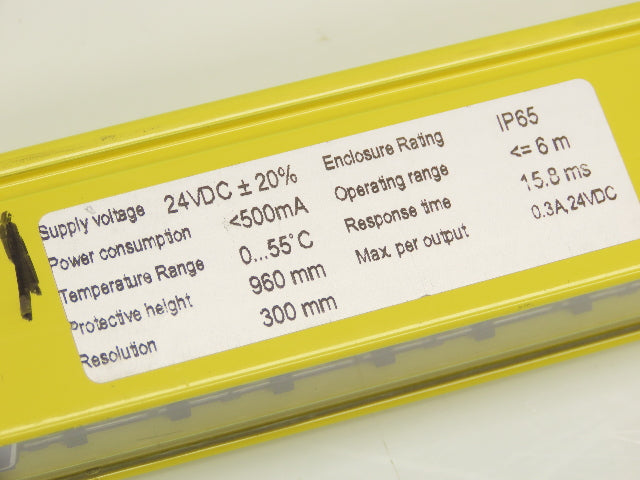 Supply voltage 24VDC ± 20%
Power consumption <500mA
Temperature Range 0...55°C
Protective height 960 mm
Resolution 300 mm
Enclosure Rating IP65
Operating range <= 6 m
Response time 15.8 ms
Max. per output 0.3A,24VDC